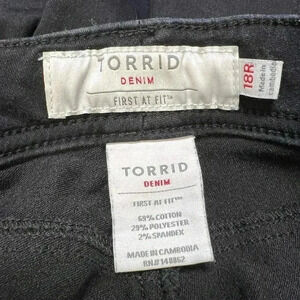 TORRID
DENIM
FIRST AT FIT™
18R
Made in
Cambodia
TORRID
DENIM
FIRST AT FIT™
69% COTTON
29% POLYESTER
2% SPANDEX
MADE IN CAMBODIA
RN# 148862